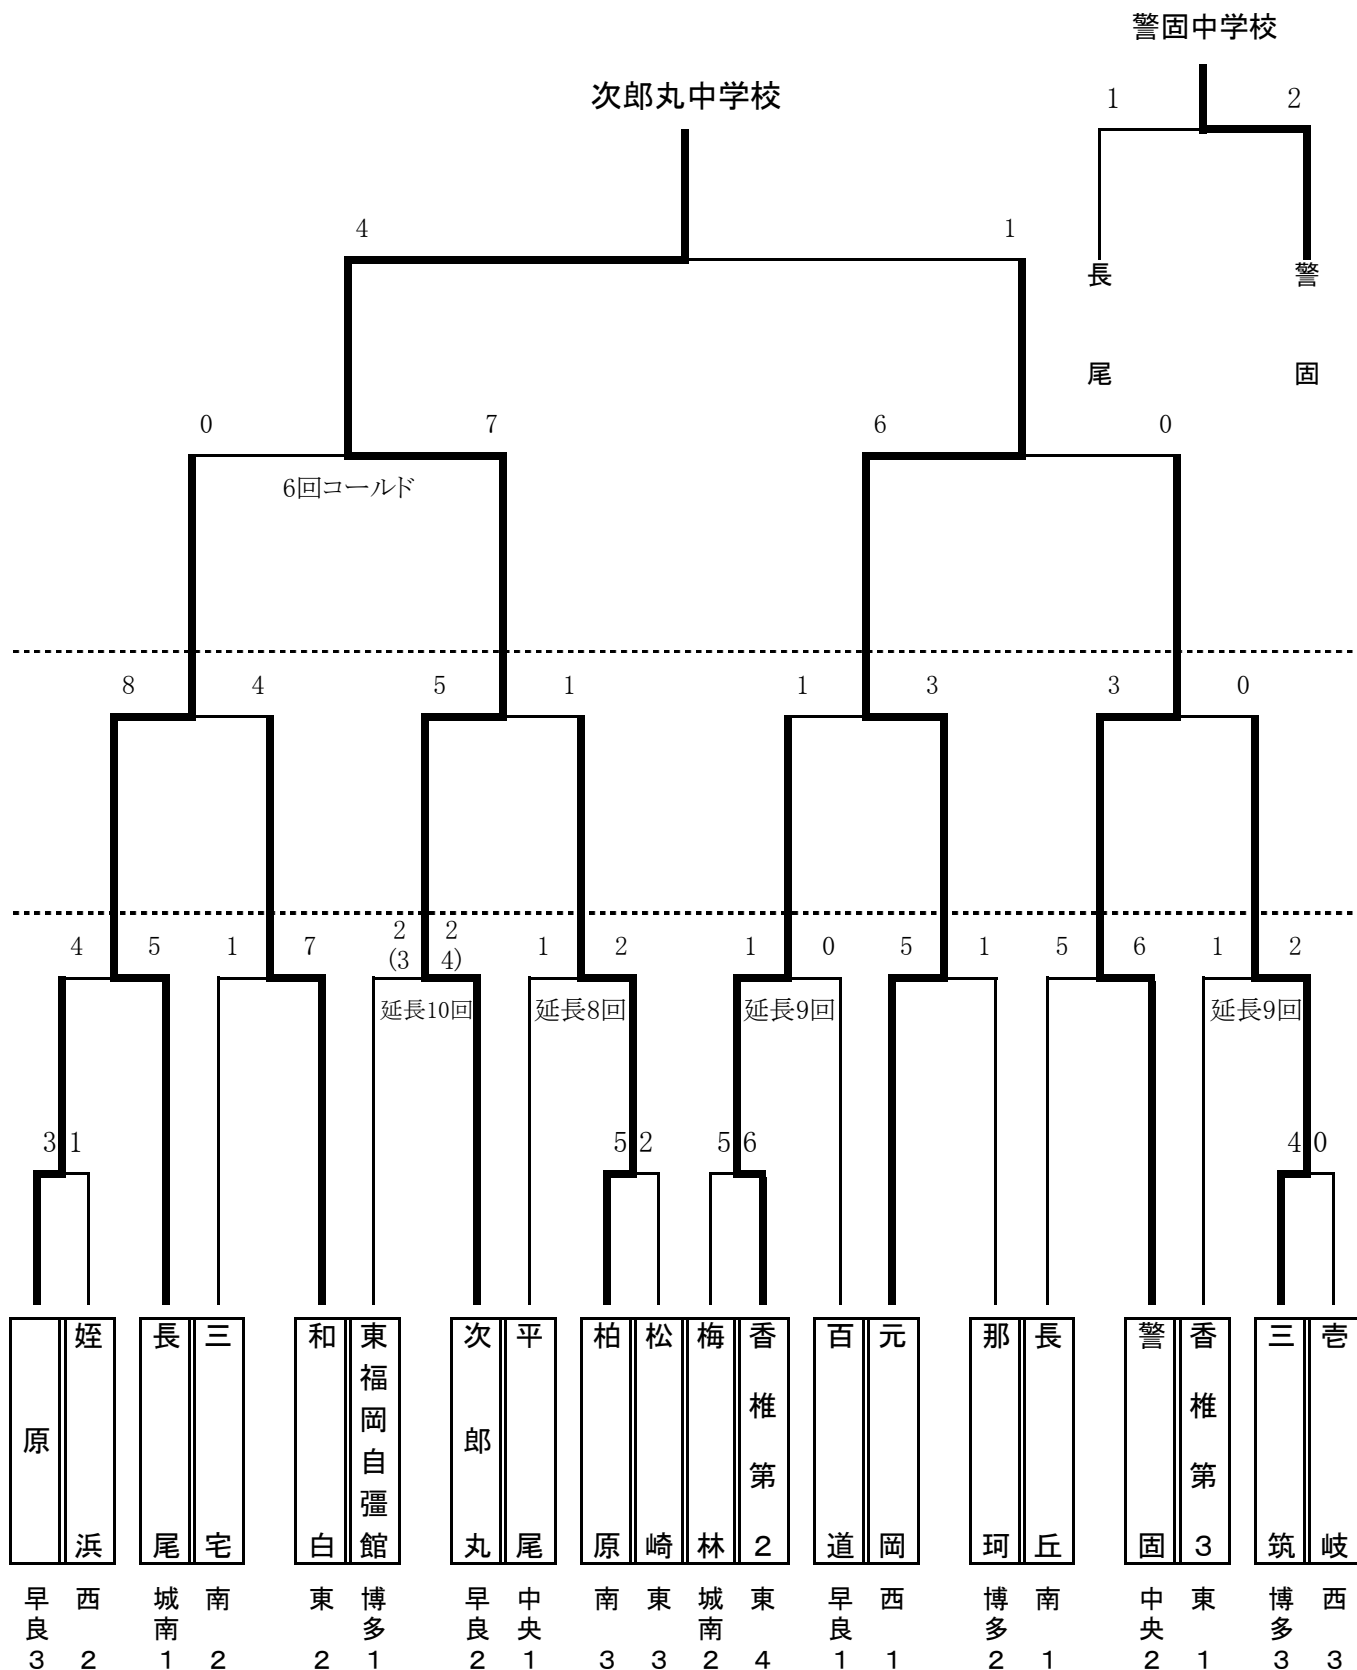 警固中学校
次郎丸中学校
1 2
4 1
長尾 警固
0 7 6 0
6回コールド
8 4 5 1 1 3 3 0
4 5 1 7 2 2 1 2 1 0 5 1 5 6 1 2
(3 4)
延長10回 延長8回 延長9回 延長9回
3 1 5 2 5 6 4 0
原 姪浜 長尾 三宅 和白 東福岡自彊館 次郎丸 平尾 柏原 松崎 梅林 香椎第2 百道 元岡 那珂 長丘 警固 香椎第3 三筑 壱岐
早良 西 城南 南 東 博多 早良 中央 南 東 城南 東 早良 西 博多 南 中央 東 博多 西
3 2 1 2 2 1 2 1 3 3 2 4 1 1 2 1 2 1 3 3